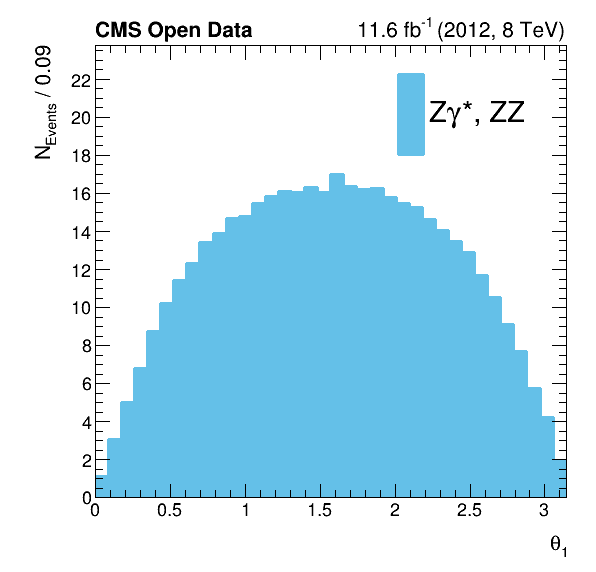 CMS Open Data 11.6 fb⁻¹ (2012, 8 TeV)
N_Events / 0.09
Zγ*, ZZ
22
20
18
16
14
12
10
8
6
4
2
0
0 0.5 1 1.5 2 2.5 3
θ₁